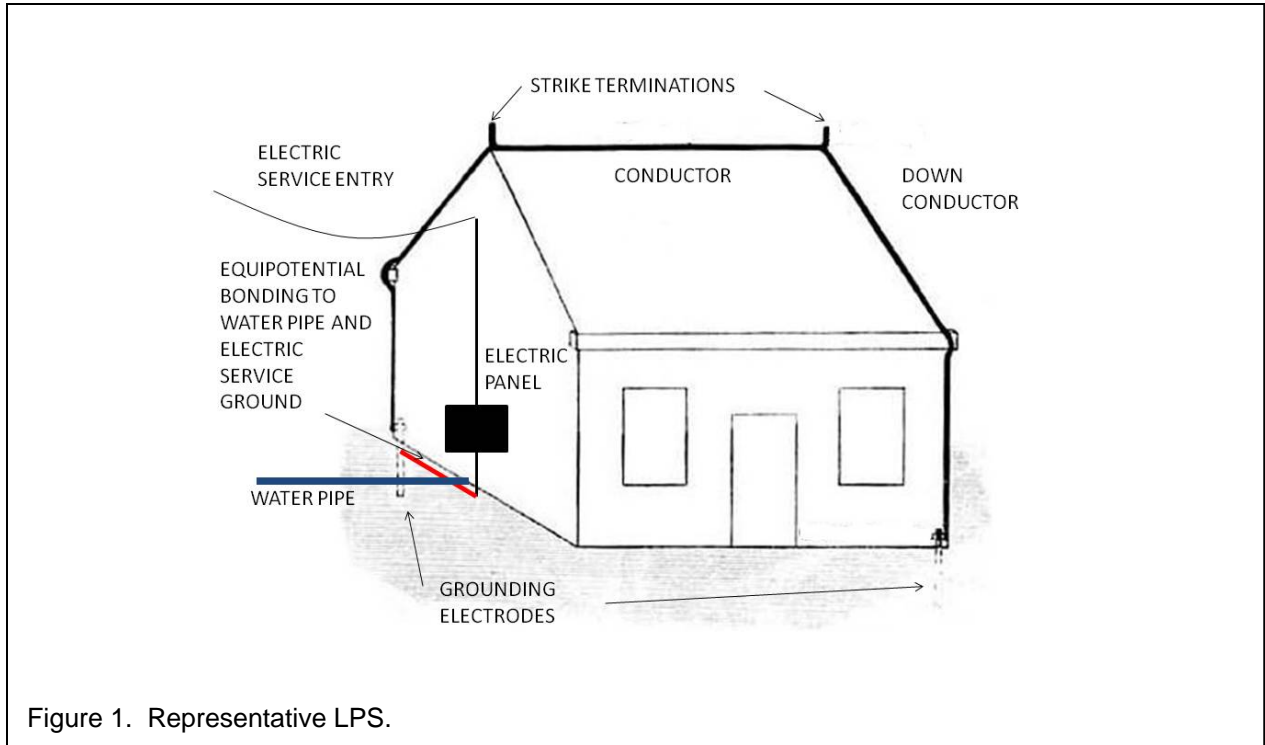 STRIKE TERMINATIONS
ELECTRIC
SERVICE ENTRY
CONDUCTOR
DOWN
CONDUCTOR
EQUIPOTENTIAL
BONDING TO
WATER PIPE AND
ELECTRIC
SERVICE
GROUND
ELECTRIC
PANEL
WATER PIPE
GROUNDING
ELECTRODES
Figure 1.  Representative LPS.